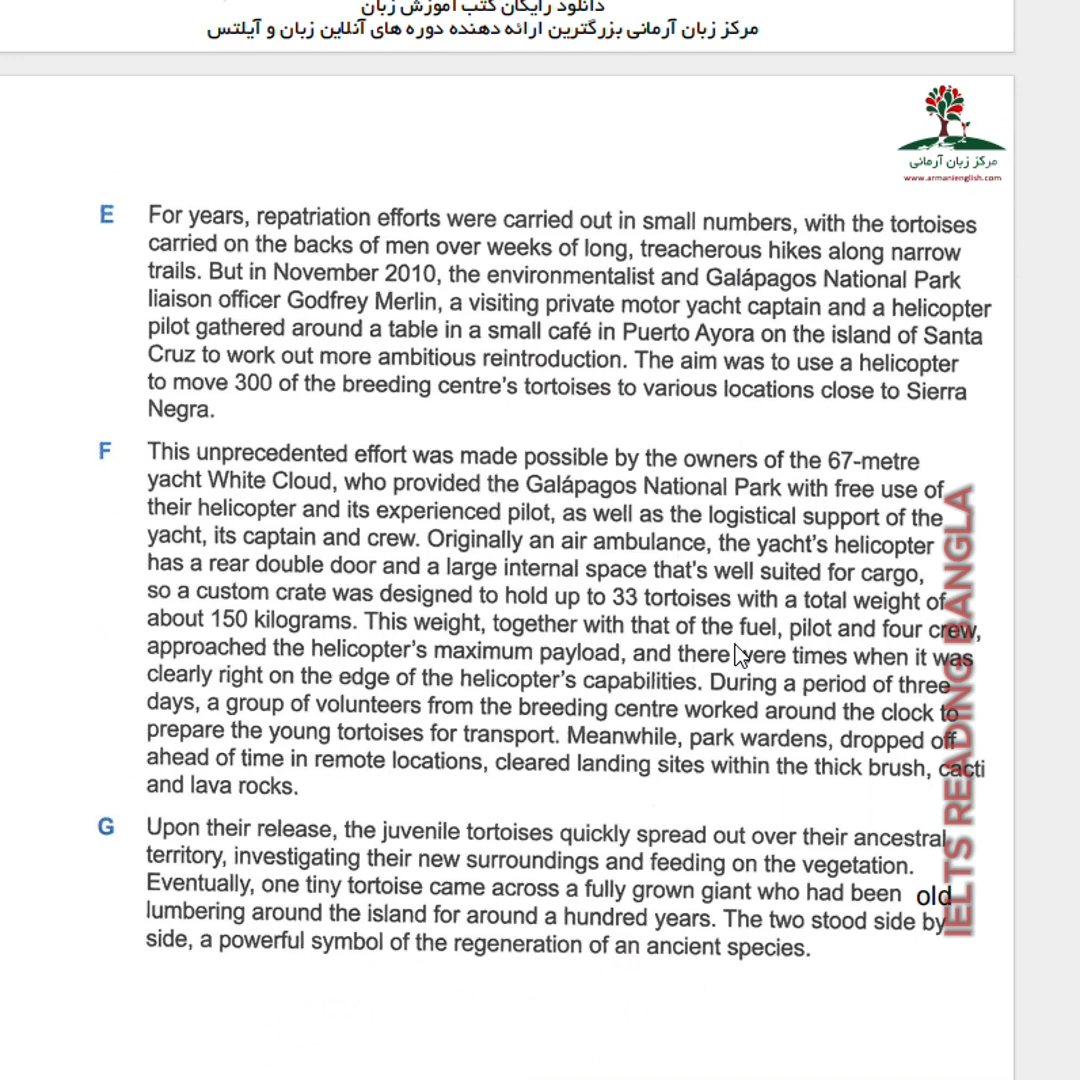 دانلود رایگان کتب آموزش زبان
مرکز زبان آرمانی بزرگترین ارائه دهنده دوره های آنلاین زبان و آیلتس
مرکز زبان آرمانی
www.armanienglish.com
E For years, repatriation efforts were carried out in small numbers, with the tortoises
carried on the backs of men over weeks of long, treacherous hikes along narrow
trails. But in November 2010, the environmentalist and Galápagos National Park
liaison officer Godfrey Merlin, a visiting private motor yacht captain and a helicopter
pilot gathered around a table in a small café in Puerto Ayora on the island of Santa
Cruz to work out more ambitious reintroduction. The aim was to use a helicopter
to move 300 of the breeding centre's tortoises to various locations close to Sierra
Negra.
F This unprecedented effort was made possible by the owners of the 67-metre
yacht White Cloud, who provided the Galápagos National Park with free use of
their helicopter and its experienced pilot, as well as the logistical support of the
yacht, its captain and crew. Originally an air ambulance, the yacht's helicopter
has a rear double door and a large internal space that's well suited for cargo,
so a custom crate was designed to hold up to 33 tortoises with a total weight of
about 150 kilograms. This weight, together with that of the fuel, pilot and four crew,
approached the helicopter's maximum payload, and there were times when it was
clearly right on the edge of the helicopter's capabilities. During a period of three
days, a group of volunteers from the breeding centre worked around the clock to
prepare the young tortoises for transport. Meanwhile, park wardens, dropped off
ahead of time in remote locations, cleared landing sites within the thick brush, cacti
and lava rocks.
G Upon their release, the juvenile tortoises quickly spread out over their ancestral
territory, investigating their new surroundings and feeding on the vegetation.
Eventually, one tiny tortoise came across a fully grown giant who had been old
lumbering around the island for around a hundred years. The two stood side by
side, a powerful symbol of the regeneration of an ancient species.
IELTS READING BANGLA